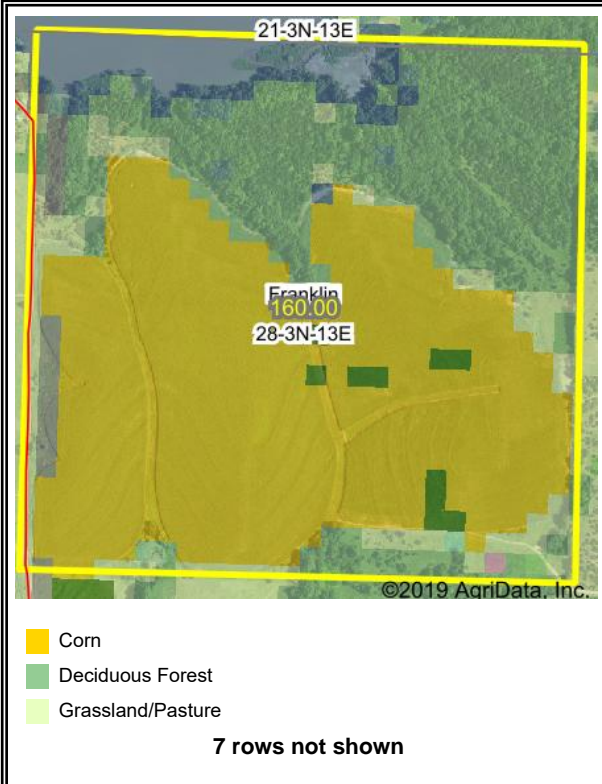 21-3N-13E
Franklin
160.00
28-3N-13E
©2019 AgriData, Inc.
Corn
Deciduous Forest
Grassland/Pasture
7 rows not shown